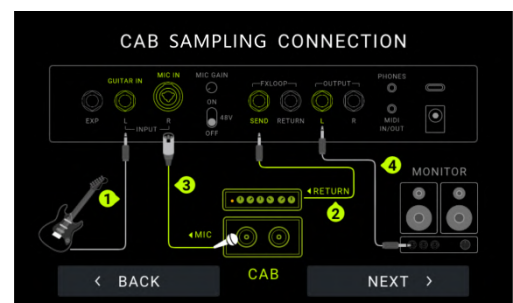 CAB SAMPLING CONNECTION
GUITAR IN
MIC IN
MIC GAIN
FXLOOP
OUTPUT
PHONES
ON
48V
OFF
EXP
L
R
INPUT
SEND
RETURN
L
R
MIDI
IN/OUT
1
3
4
MONITOR
RETURN
2
MIC
CAB
< BACK
NEXT >